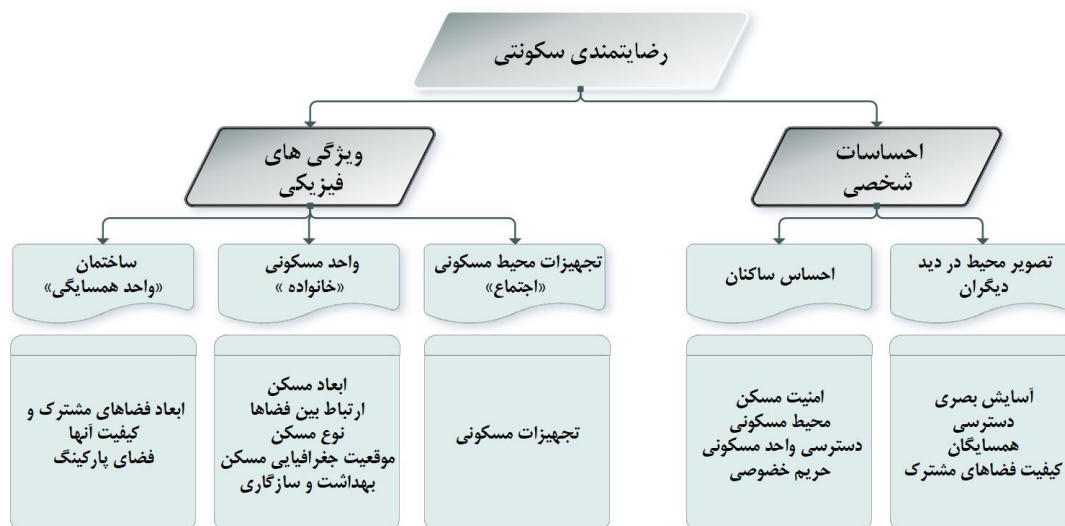 رضایتمندی سکونتی
احساسات
شخصی
ویژگی های
فیزیکی
تصویر محیط در دید
دیگران
احساس ساکنان
تجهیزات محیط مسکونی
«اجتماع»
واحد مسکونی
«خانواده »
ساختمان
«واحد همسایگی»
آسایش بصری
دسترسی
همسایگان
کیفیت فضاهای مشترک
امنیت مسکن
محیط مسکونی
دسترسی واحد مسکونی
حریم خضوصی
تجهیزات مسکونی
ابعاد مسکن
ارتباط بین فضاها
نوع مسکن
موقعیت جغرافیایی مسکن
بهداشت و سازگاری
ابعاد فضاهای مشترک و
کیفیت آنها
فضای پارکینگ